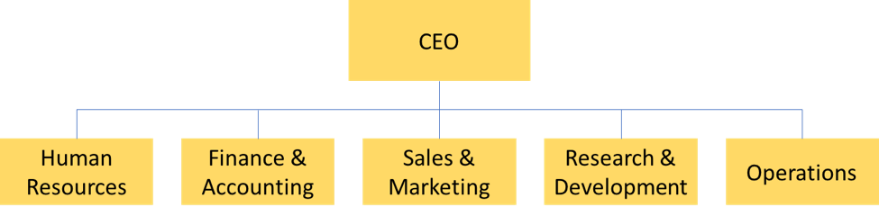 CEO
Human
Resources
Finance &
Accounting
Sales &
Marketing
Research &
Development
Operations